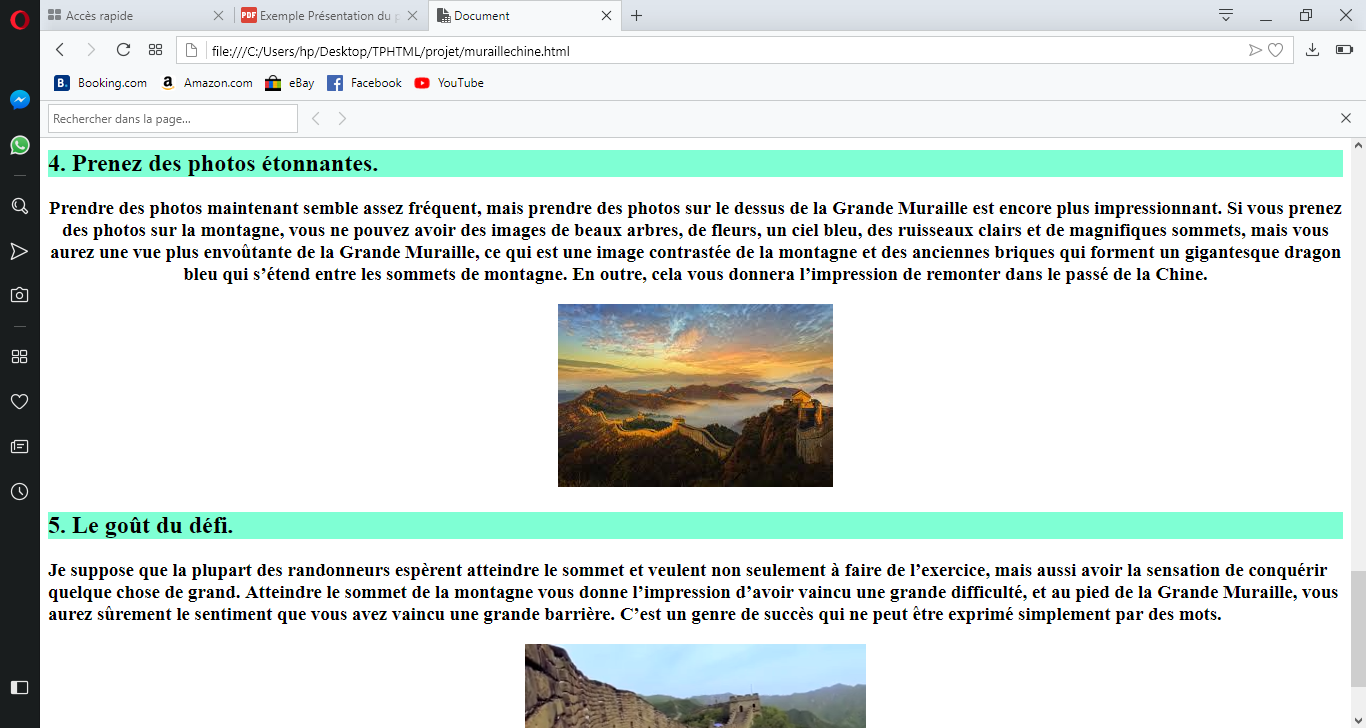 Accès rapide
PDF Exemple Présentation du p
Document
file:///C:/Users/hp/Desktop/TPHTML/projet/muraillechine.html
B. Booking.com
a Amazon.com
eBay
Facebook
YouTube
Rechercher dans la page...
4. Prenez des photos étonnantes.
Prendre des photos maintenant semble assez fréquent, mais prendre des photos sur le dessus de la Grande Muraille est encore plus impressionnant. Si vous prenez
des photos sur la montagne, vous ne pouvez avoir des images de beaux arbres, de fleurs, un ciel bleu, des ruisseaux clairs et de magnifiques sommets, mais vous
aurez une vue plus envoûtante de la Grande Muraille, ce qui est une image contrastée de la montagne et des anciennes briques qui forment un gigantesque dragon
bleu qui s’étend entre les sommets de montagne. En outre, cela vous donnera l’impression de remonter dans le passé de la Chine.
5. Le goût du défi.
Je suppose que la plupart des randonneurs espèrent atteindre le sommet et veulent non seulement à faire de l’exercice, mais aussi avoir la sensation de conquérir
quelque chose de grand. Atteindre le sommet de la montagne vous donne l’impression d’avoir vaincu une grande difficulté, et au pied de la Grande Muraille, vous
aurez sûrement le sentiment que vous avez vaincu une grande barrière. C’est un genre de succès qui ne peut être exprimé simplement par des mots.